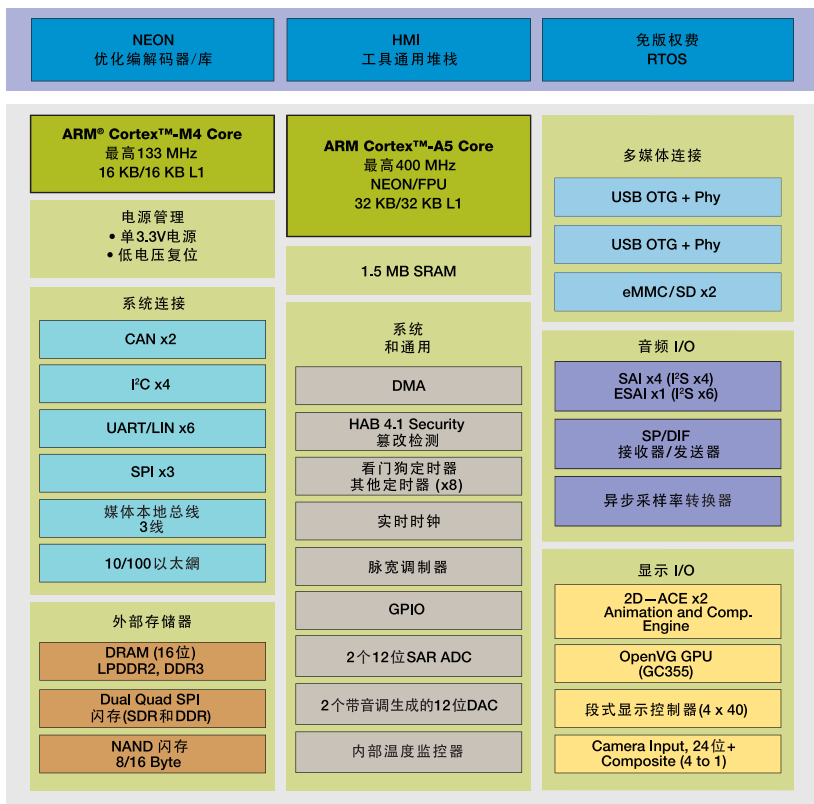 NEON
优化编解码器/库
HMI
工具通用堆栈
免版权费
RTOS
ARM® Cortex™-M4 Core
最高133 MHz
16 KB/16 KB L1
电源管理
• 单3.3V电源
• 低电压复位
系统连接
CAN x2
I²C x4
UART/LIN x6
SPI x3
媒体本地总线
3线
10/100以太網
外部存储器
DRAM (16位)
LPDDR2, DDR3
Dual Quad SPI
闪存(SDR和DDR)
NAND 闪存
8/16 Byte
ARM Cortex™-A5 Core
最高400 MHz
NEON/FPU
32 KB/32 KB L1
1.5 MB SRAM
系统
和通用
DMA
HAB 4.1 Security
篡改检测
看门狗定时器
其他定时器 (x8)
实时时钟
脉宽调制器
GPIO
2个12位SAR ADC
2个带音调生成的12位DAC
内部温度监控器
多媒体连接
USB OTG + Phy
USB OTG + Phy
eMMC/SD x2
音频 I/O
SAI x4 (I²S x4)
ESAI x1 (I²S x6)
SP/DIF
接收器/发送器
异步采样率转换器
显示 I/O
2D—ACE x2
Animation and Comp.
Engine
OpenVG GPU
(GC355)
段式显示控制器(4 x 40)
Camera Input, 24位+
Composite (4 to 1)